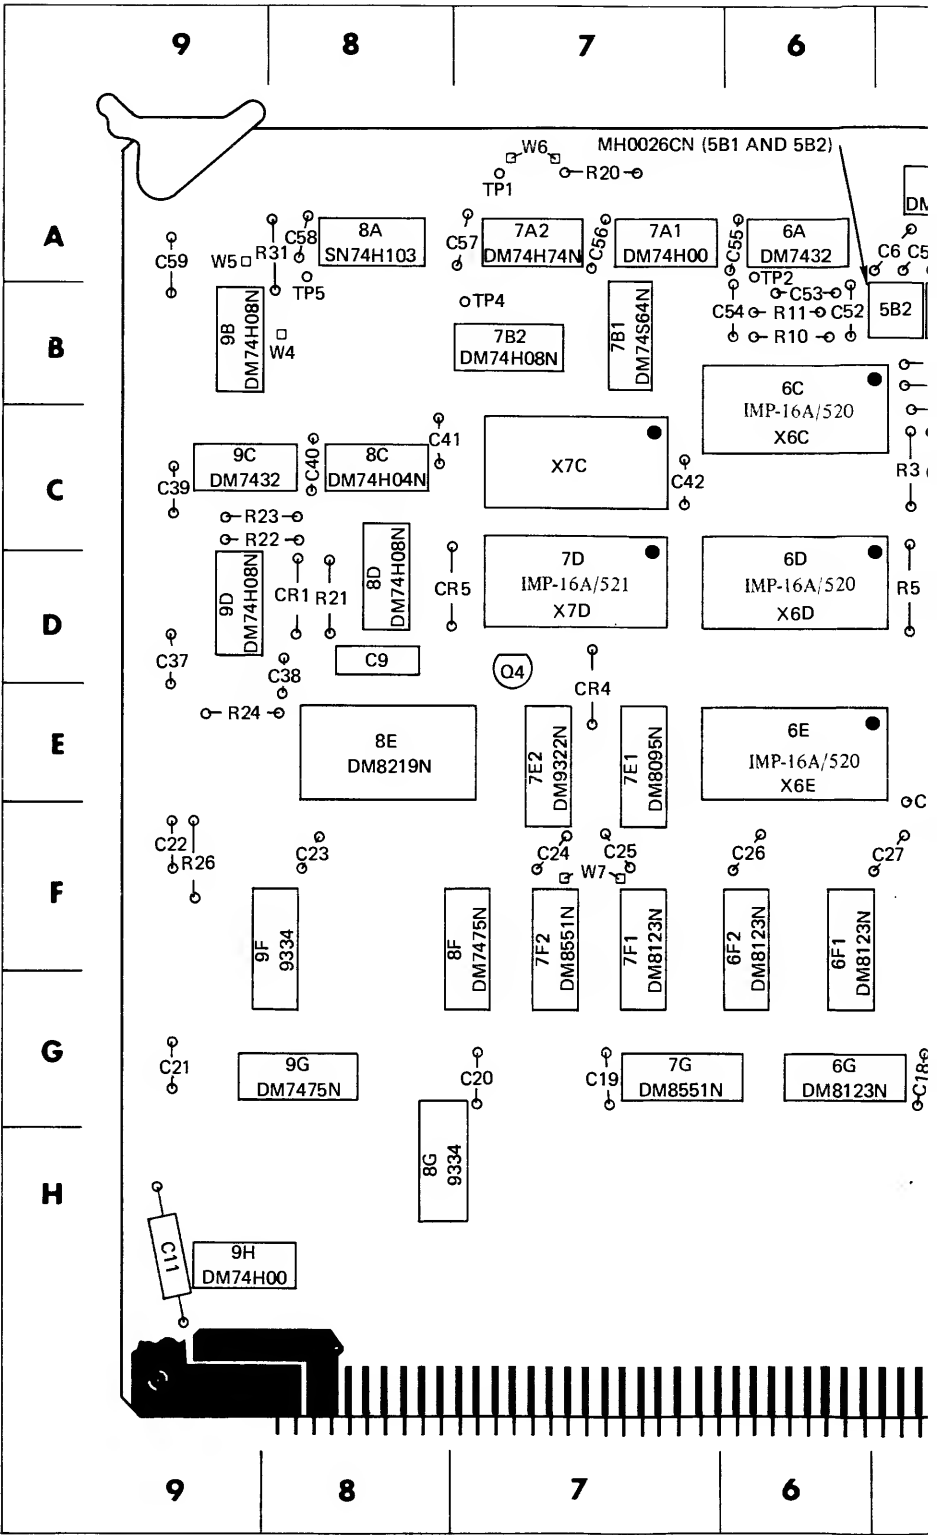 9 8 7 6
MH0026CN (5B1 AND 5B2)
W6
R20
TP1
DM
A
C59
W5
R31
C58
8A
SN74H103
C57
7A2
DM74H74N
C56
7A1
DM74H00
C55
6A
DM7432
C6
C5
TP5
TP4
TP2
B
9B
DM74H08N
W4
7B2
DM74H08N
7B1
DM74S64N
C54
C53
R11
C52
R10
5B2
6C
IMP-16A/520
X6C
C
C39
9C
DM7432
C40
8C
DM74H04N
C41
X7C
C42
R3
R23
R22
D
9D
DM74H08N
CR1
R21
8D
DM74H08N
CR5
7D
IMP-16A/521
X7D
6D
IMP-16A/520
X6D
R5
C37
C38
C9
Q4
CR4
E
R24
8E
DM8219N
7E2
DM9322N
7E1
DM8095N
6E
IMP-16A/520
X6E
C
F
C22
R26
C23
C24
C25
W7
C26
C27
9F
9334
8F
DM7475N
7F2
DM8551N
7F1
DM8123N
6F2
DM8123N
6F1
DM8123N
G
C21
9G
DM7475N
C20
C19
7G
DM8551N
6G
DM8123N
C18
H
8G
9334
C11
9H
DM74H00
9 8 7 6